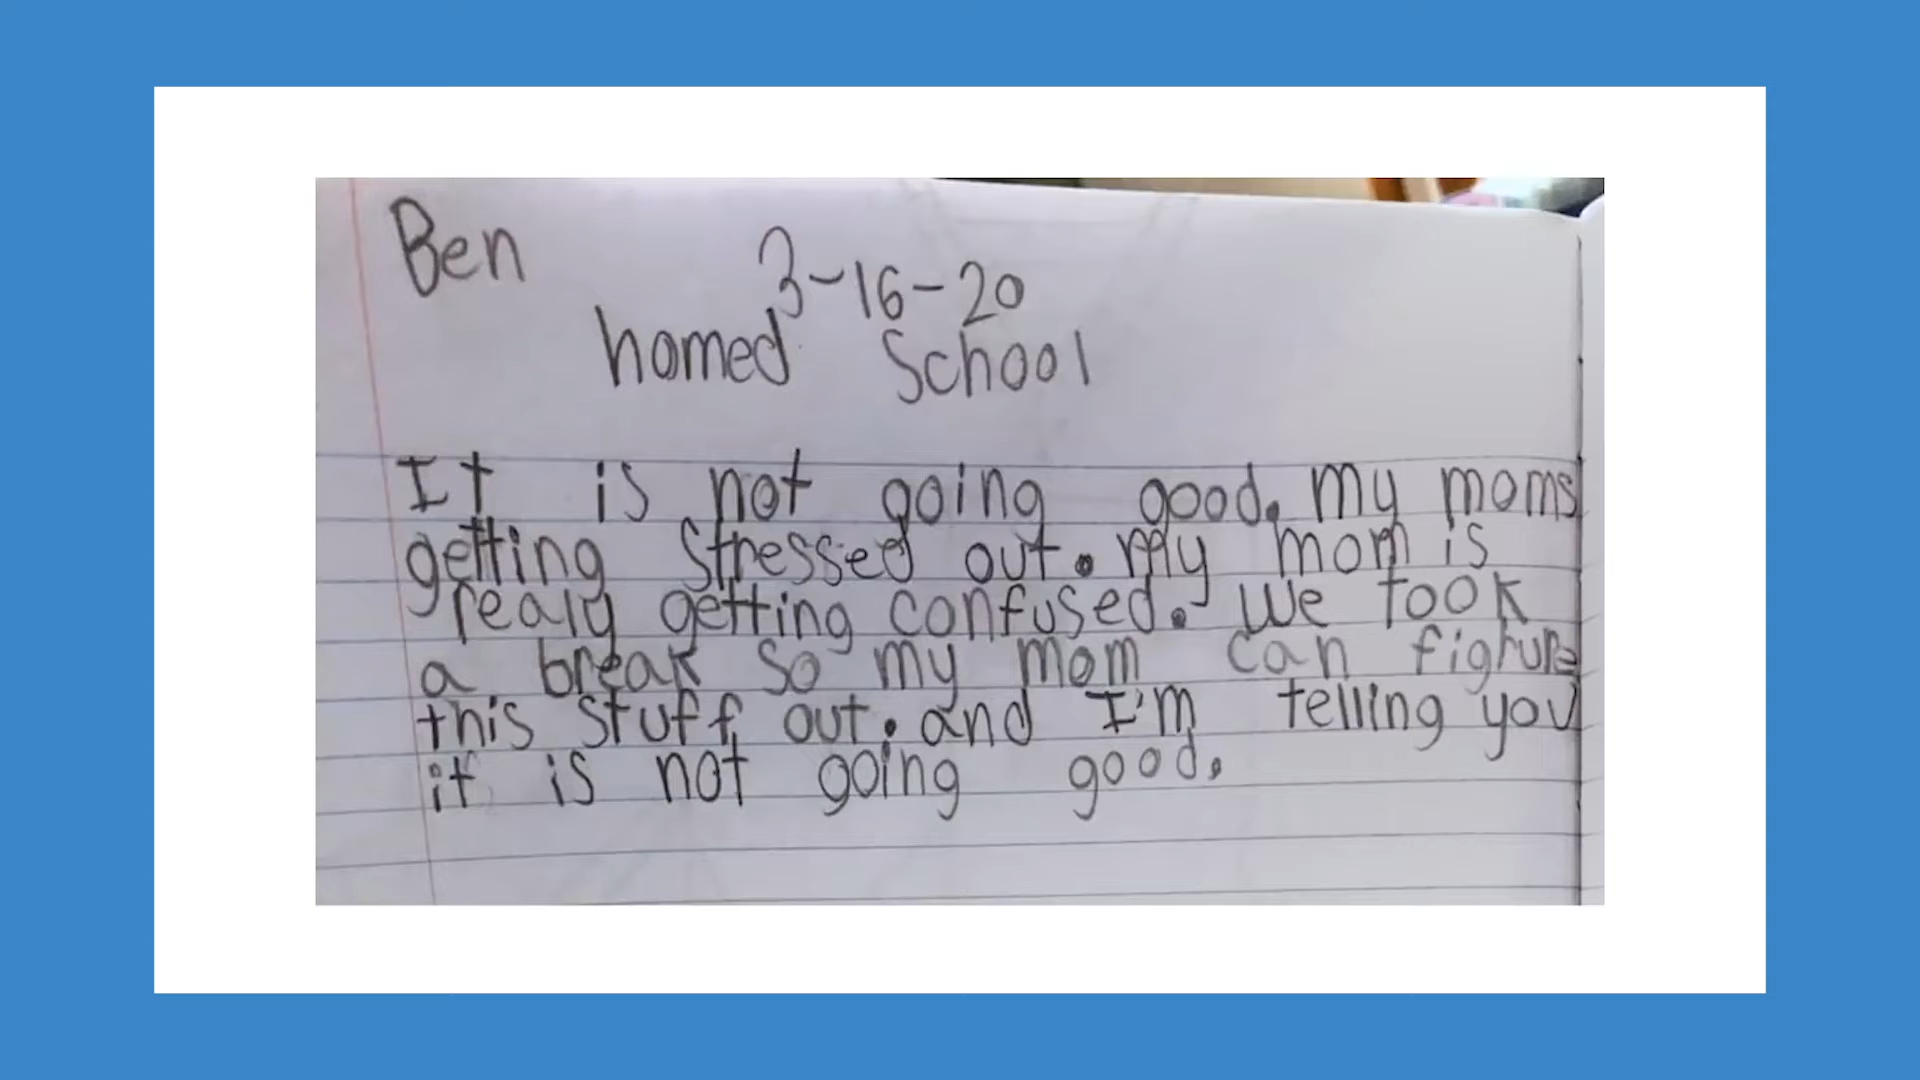 Ben
3-16-20
homed School
It is not going good. my moms
getting stressed out. My mom is
realy getting confused. We took
a break so my mom can fighure
this stuff out. and I'm telling you
it is not going good.